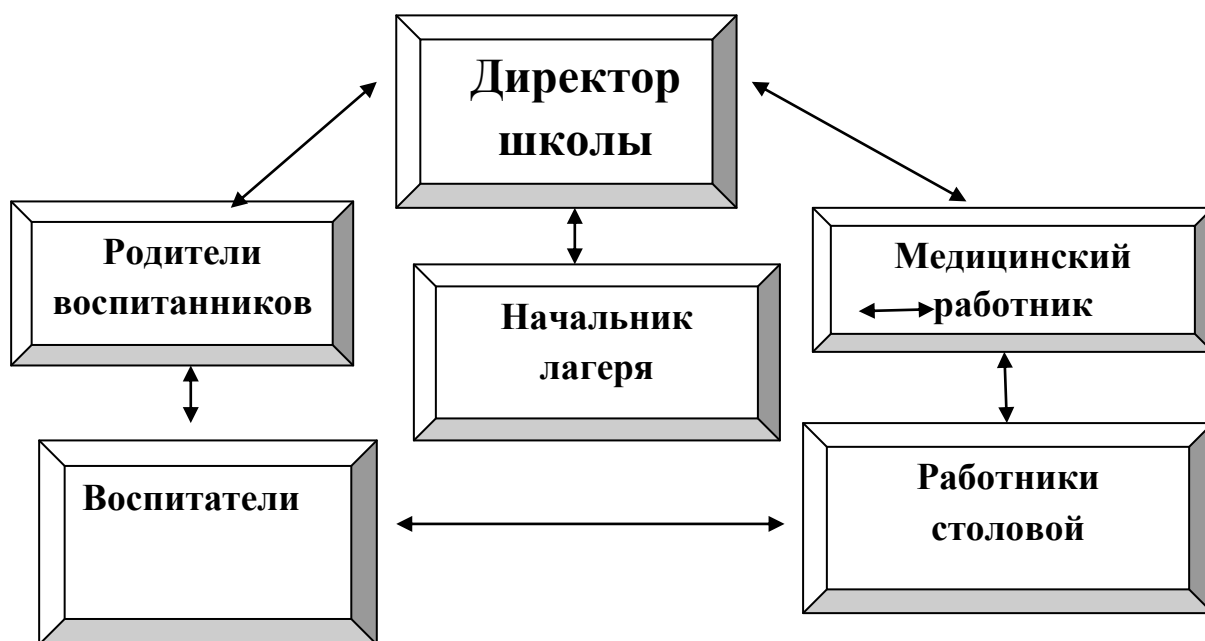 Директор
школы
Родители
воспитанников
Начальник
лагеря
Медицинский
работник
Воспитатели
Работники
столовой